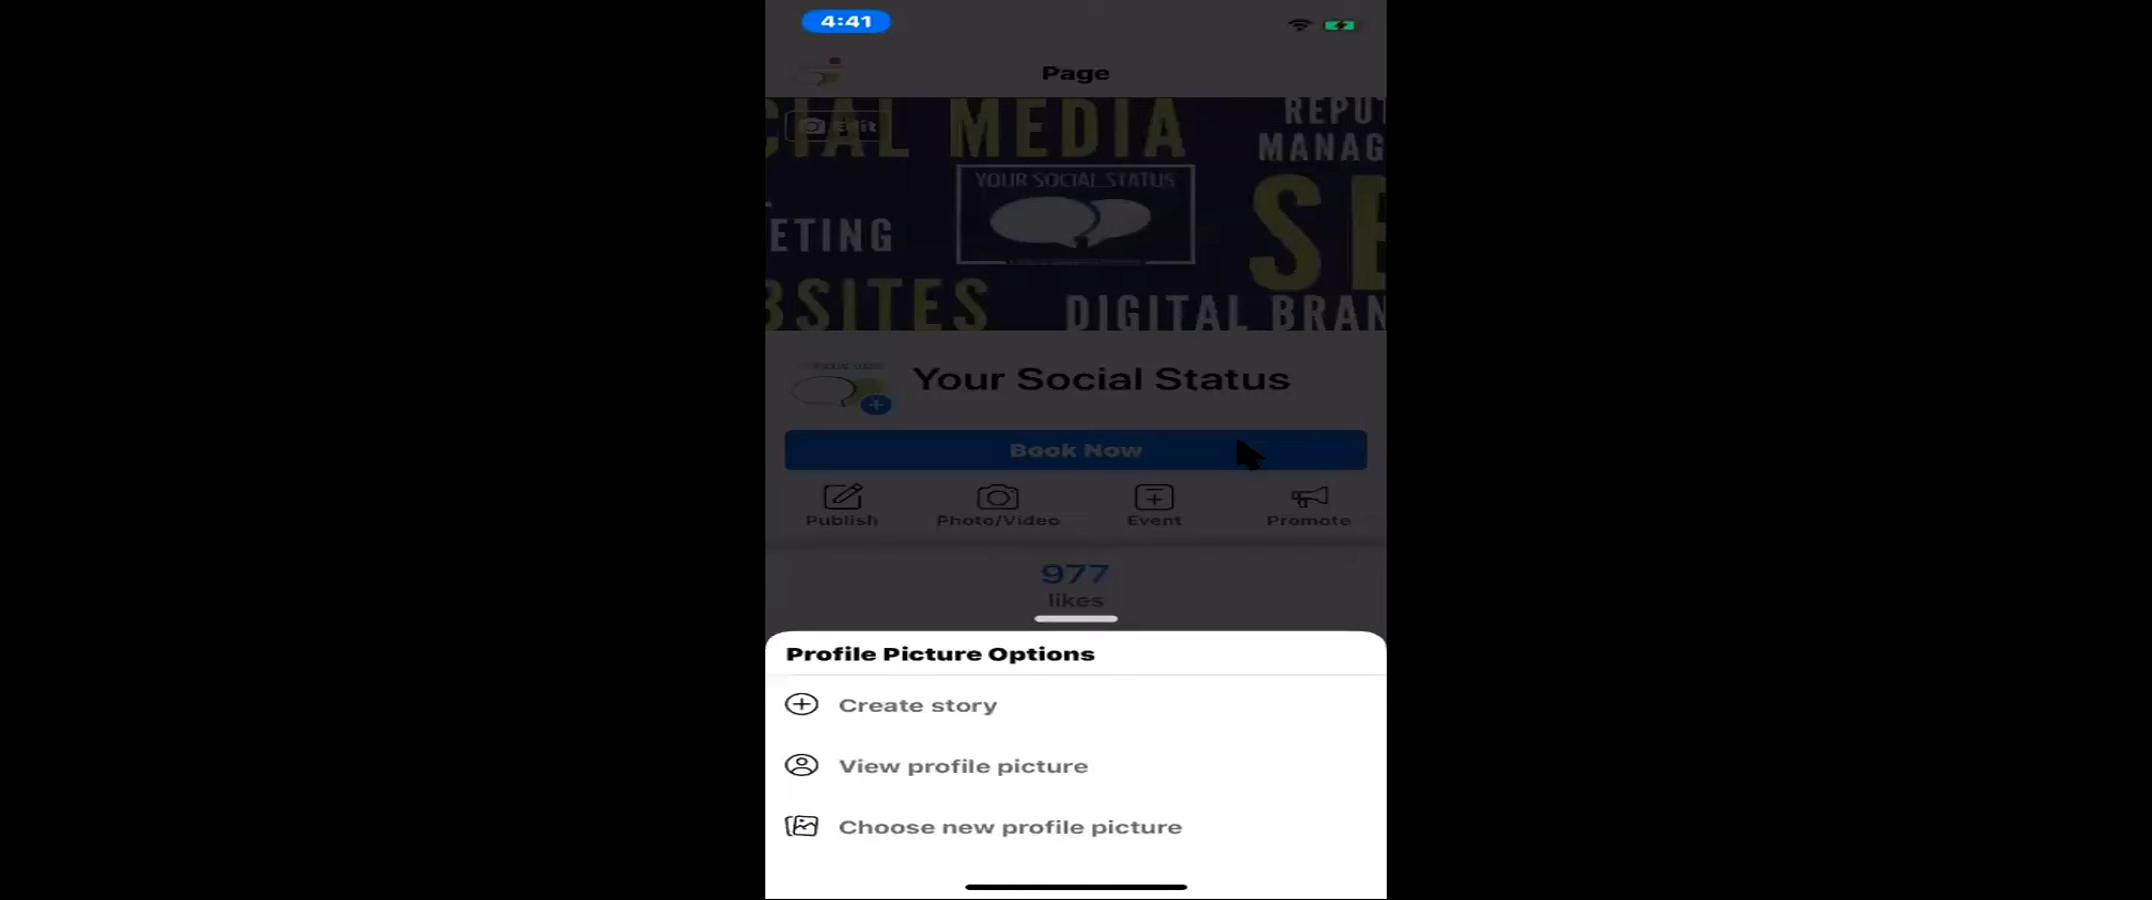 4:41
Page
Edit
CIAL MEDIA
REPUT
MANAG
YOUR SOCIAL STATUS
SE
ETING
BSITES
DIGITAL BRAN
Your Social Status
Book Now
Publish
Photo/Video
Event
Promote
977
likes
Profile Picture Options
Create story
View profile picture
Choose new profile picture